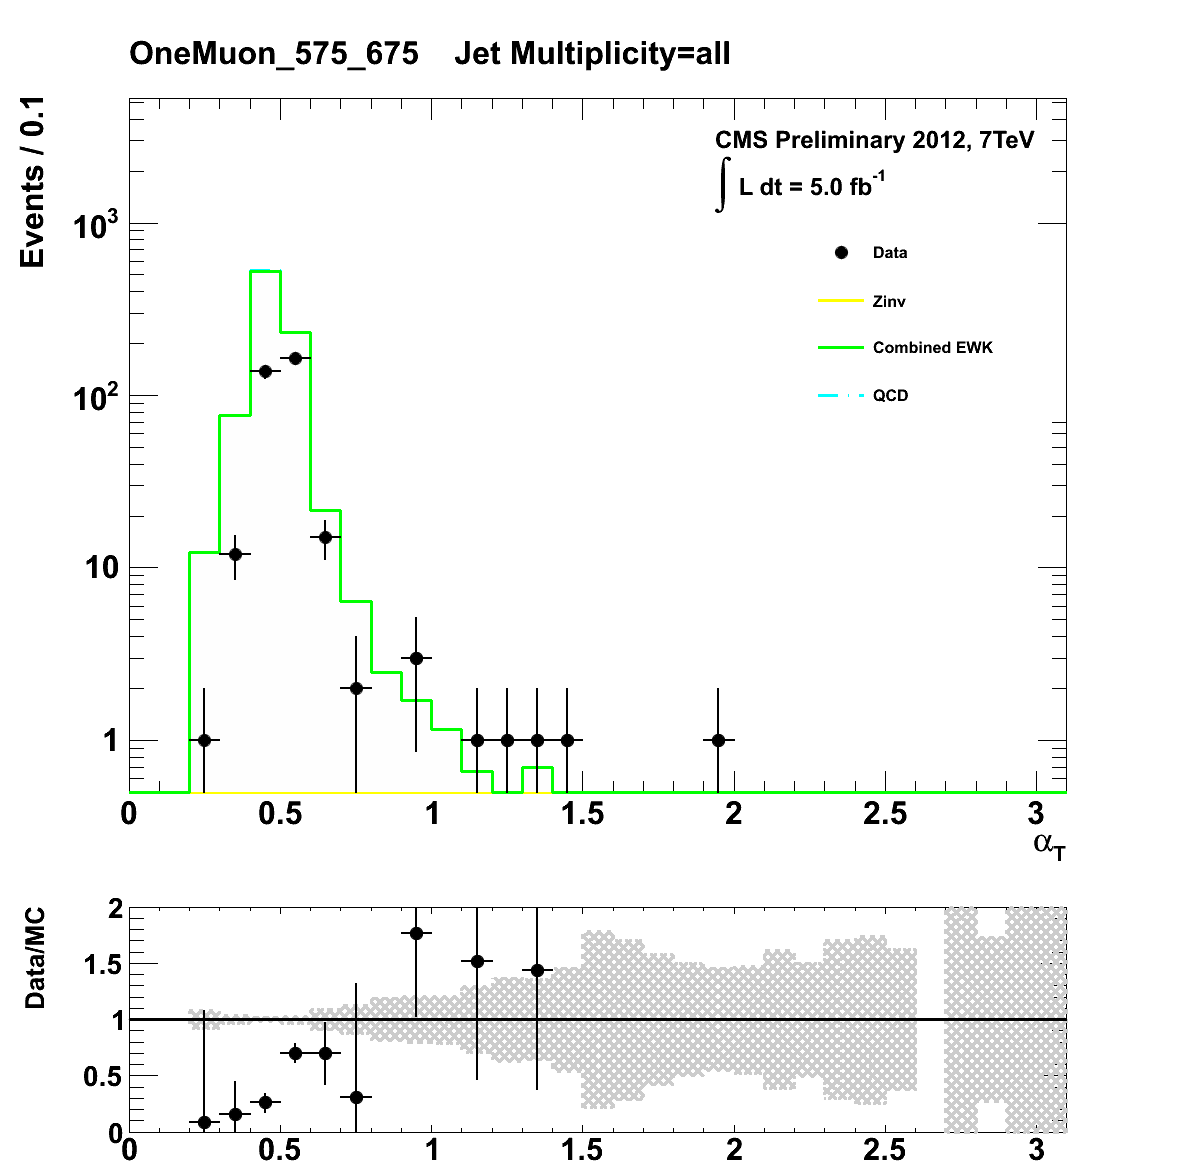 OneMuon_575_675 Jet Multiplicity=all
Events / 0.1
CMS Preliminary 2012, 7TeV
∫ L dt = 5.0 fb⁻¹
Data
Zinv
Combined EWK
QCD
10³
10²
10
1
0 0.5 1 1.5 2 2.5 3
α_T
Data/MC
2
1.5
1
0.5
0
0 0.5 1 1.5 2 2.5 3